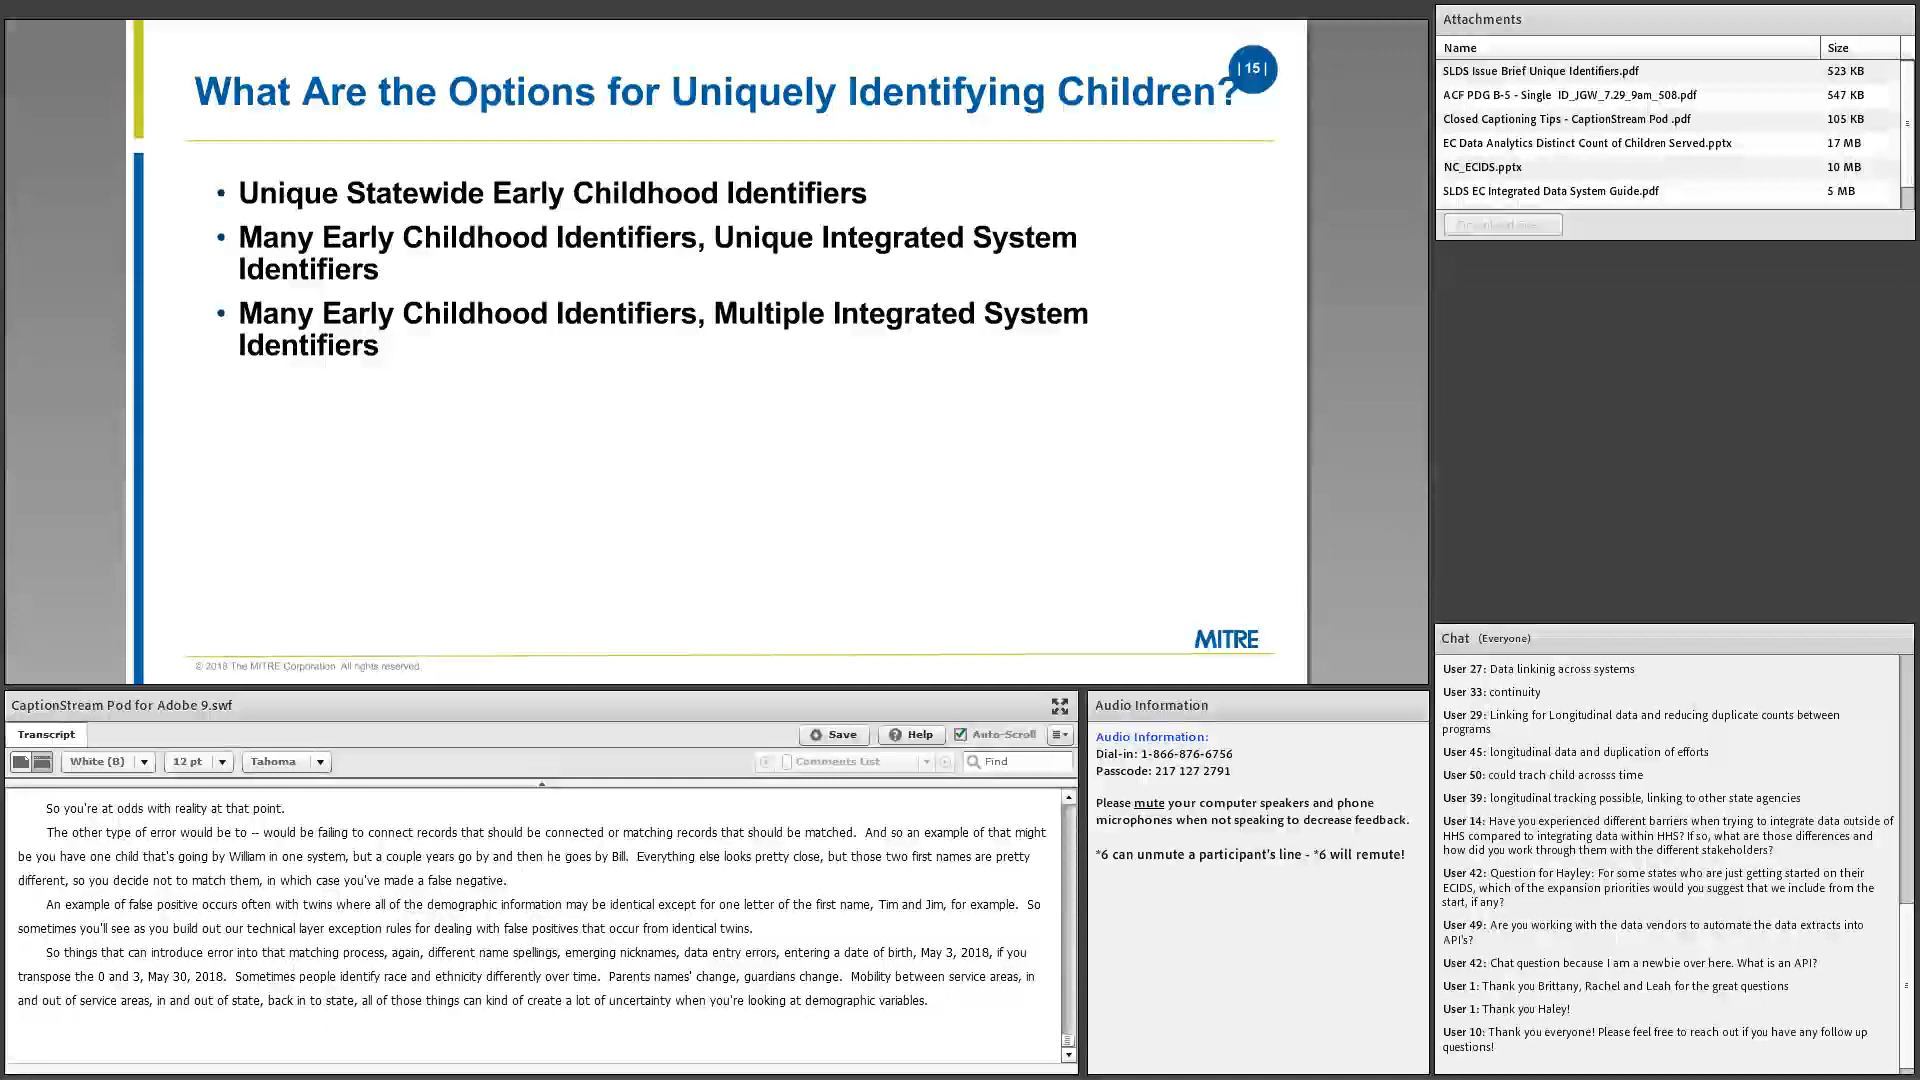 | 15 |
What Are the Options for Uniquely Identifying Children?
• Unique Statewide Early Childhood Identifiers
• Many Early Childhood Identifiers, Unique Integrated System
Identifiers
• Many Early Childhood Identifiers, Multiple Integrated System
Identifiers
MITRE
© 2018 The MITRE Corporation All rights reserved
CaptionStream Pod for Adobe 9.swf
Transcript
Save
Help
Auto-Scroll
White (B)
12 pt
Tahoma
Comments List
Find
So you're at odds with reality at that point.
The other type of error would be to -- would be failing to connect records that should be connected or matching records that should be matched.  And so an example of that might
be you have one child that's going by William in one system, but a couple years go by and then he goes by Bill.  Everything else looks pretty close, but those two first names are pretty
different, so you decide not to match them, in which case you've made a false negative.
An example of false positive occurs often with twins where all of the demographic information may be identical except for one letter of the first name, Tim and Jim, for example.  So
sometimes you'll see as you build out our technical layer exception rules for dealing with false positives that occur from identical twins.
So things that can introduce error into that matching process, again, different name spellings, emerging nicknames, data entry errors, entering a date of birth, May 3, 2018, if you
transpose the 0 and 3, May 30, 2018.  Sometimes people identify race and ethnicity differently over time.  Parents names' change, guardians change.  Mobility between service areas, in
and out of service areas, in and out of state, back in to state, all of those things can kind of create a lot of uncertainty when you're looking at demographic variables.
Audio Information
Audio Information:
Dial-in: 1-866-876-6756
Passcode: 217 127 2791
Please mute your computer speakers and phone
microphones when not speaking to decrease feedback.
*6 can unmute a participant's line - *6 will remute!
Attachments
Name Size
SLDS Issue Brief Unique Identifiers.pdf 523 KB
ACF PDG B-5 - Single  ID_JGW_7.29_9am_508.pdf 547 KB
Closed Captioning Tips - CaptionStream Pod .pdf 105 KB
EC Data Analytics Distinct Count of Children Served.pptx 17 MB
NC_ECIDS.pptx 10 MB
SLDS EC Integrated Data System Guide.pdf 5 MB
Chat (Everyone)
User 27: Data linkinig across systems
User 33: continuity
User 29: Linking for Longitudinal data and reducing duplicate counts between
programs
User 45: longitudinal data and duplication of efforts
User 50: could trach child acrosss time
User 39: longitudinal tracking possible, linking to other state agencies
User 14: Have you experienced different barriers when trying to integrate data outside of
HHS compared to integrating data within HHS? If so, what are those differences and
how did you work through them with the different stakeholders?
User 42: Question for Hayley: For some states who are just getting started on their
ECIDS, which of the expansion priorities would you suggest that we include from the
start, if any?
User 49: Are you working with the data vendors to automate the data extracts into
API's?
User 42: Chat question because I am a newbie over here. What is an API?
User 1: Thank you Brittany, Rachel and Leah for the great questions
User 1: Thank you Haley!
User 10: Thank you everyone! Please feel free to reach out if you have any follow up
questions!